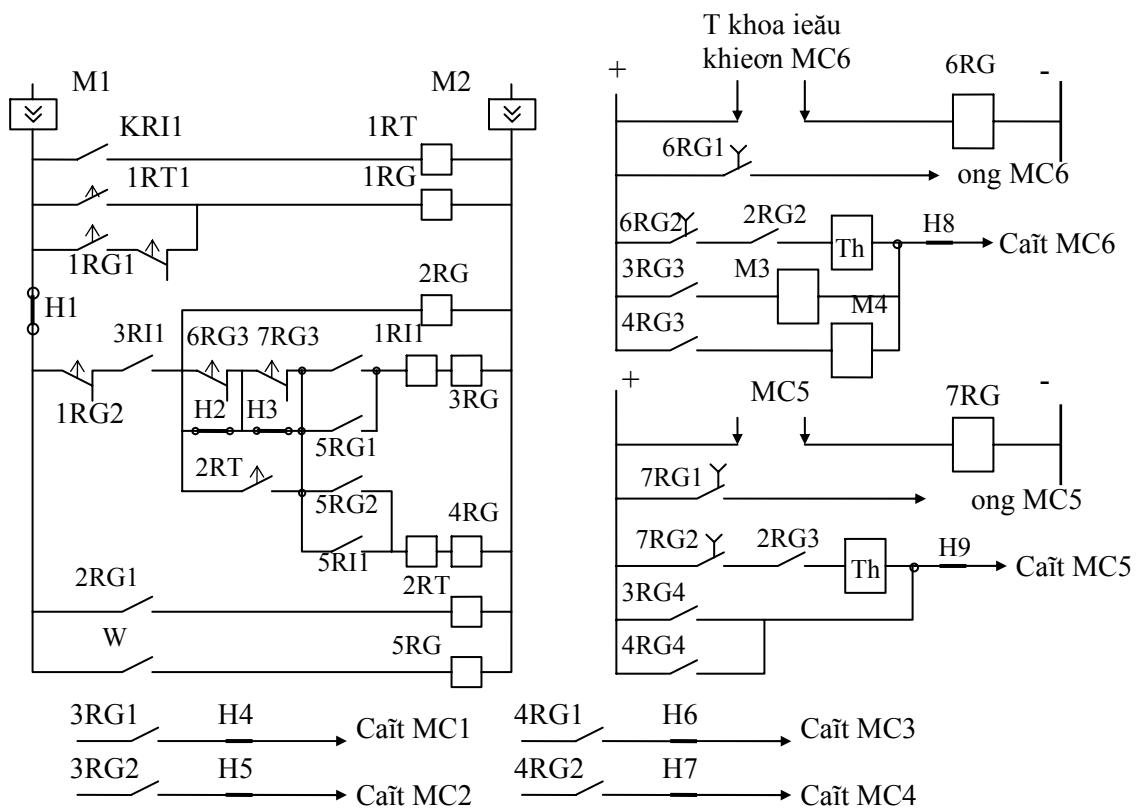 T khoa ieău
khieơn MC6
+
6RG
-
M1
M2
KRI1
1RT
1RT1
1RG
1RG1
6RG1
ong MC6
6RG2
2RG2
Th
H8
Caĩt MC6
3RG3
M3
M4
4RG3
2RG
H1
3RI1
6RG3
7RG3
1RI1
1RG2
H2
H3
3RG
5RG1
2RT
5RG2
4RG
5RI1
2RT
+
MC5
7RG
-
7RG1
ong MC5
7RG2
2RG3
Th
H9
Caĩt MC5
3RG4
4RG4
2RG1
W
5RG
3RG1
H4
Caĩt MC1
4RG1
H6
Caĩt MC3
3RG2
H5
Caĩt MC2
4RG2
H7
Caĩt MC4